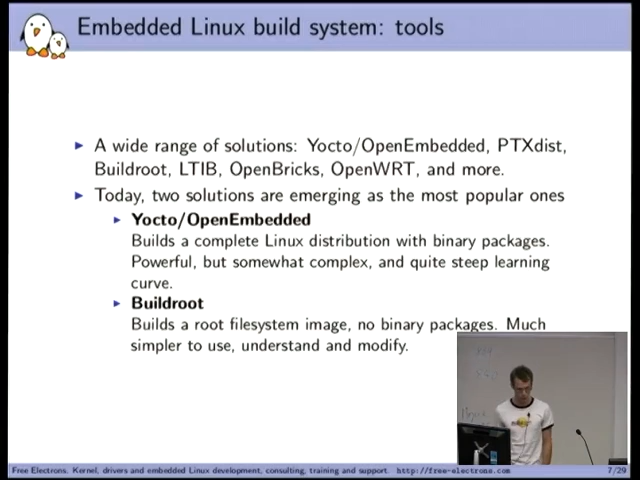 Embedded Linux build system: tools
A wide range of solutions: Yocto/OpenEmbedded, PTXdist,
Buildroot, LTIB, OpenBricks, OpenWRT, and more.
Today, two solutions are emerging as the most popular ones
Yocto/OpenEmbedded
Builds a complete Linux distribution with binary packages.
Powerful, but somewhat complex, and quite steep learning
curve.
Buildroot
Builds a root filesystem image, no binary packages. Much
simpler to use, understand and modify.
Free Electrons. Kernel, drivers and embedded Linux development, consulting, training and support. http://free-electrons.com
7/29